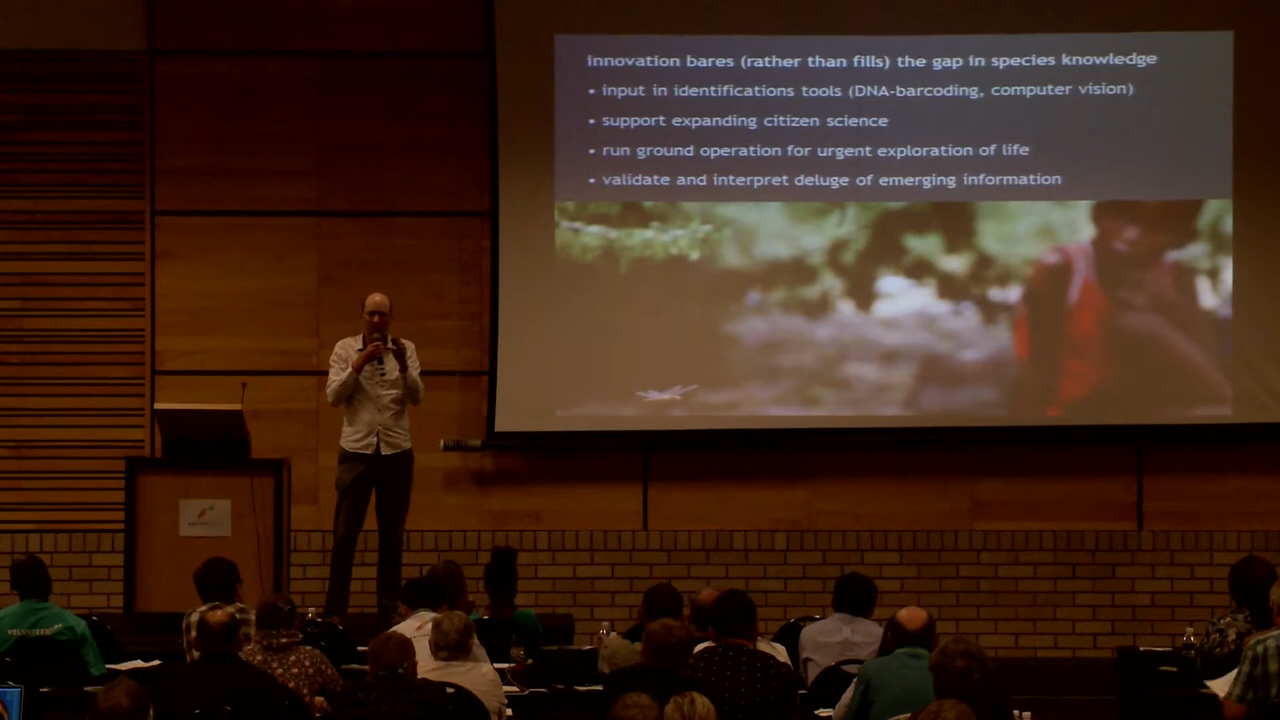 innovation bares (rather than fills) the gap in species knowledge
• input in identifications tools (DNA-barcoding, computer vision)
• support expanding citizen science
• run ground operation for urgent exploration of life
• validate and interpret deluge of emerging information
VOLUNTEER